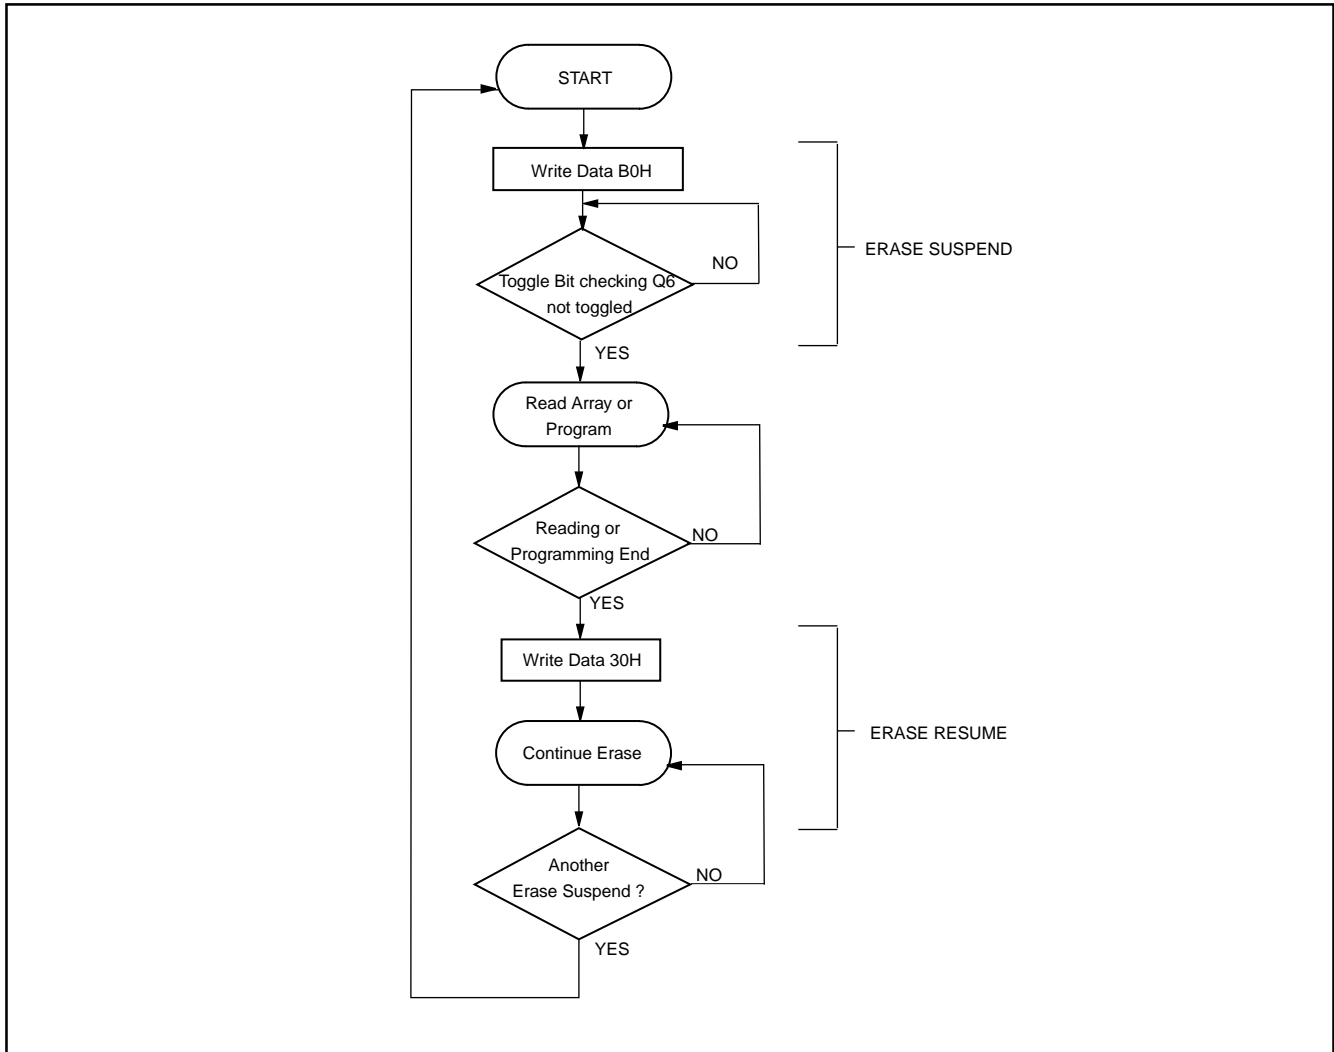 START
Write Data B0H
ERASE SUSPEND
NO
Toggle Bit checking Q6
not toggled
YES
Read Array or
Program
Reading or
NO
Programming End
YES
Write Data 30H
ERASE RESUME
Continue Erase
Another
NO
Erase Suspend ?
YES